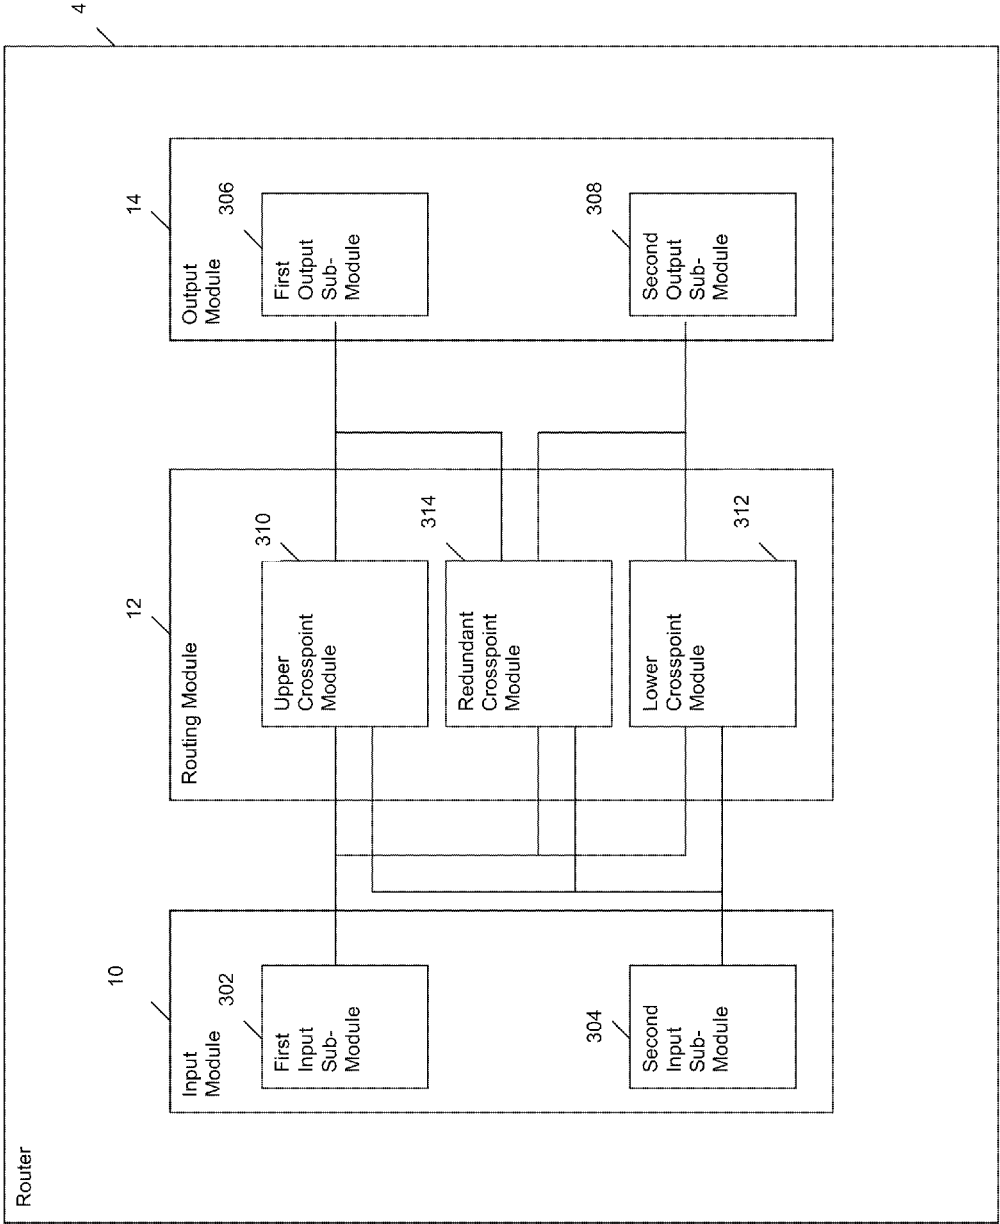 Router
4
Input
Module
10
First
Input
Sub-
Module
302
Second
Input
Sub-
Module
304
Routing Module
12
Upper
Crosspoint
Module
310
Redundant
Crosspoint
Module
314
Lower
Crosspoint
Module
312
Output
Module
14
First
Output
Sub-
Module
306
Second
Output
Sub-
Module
308